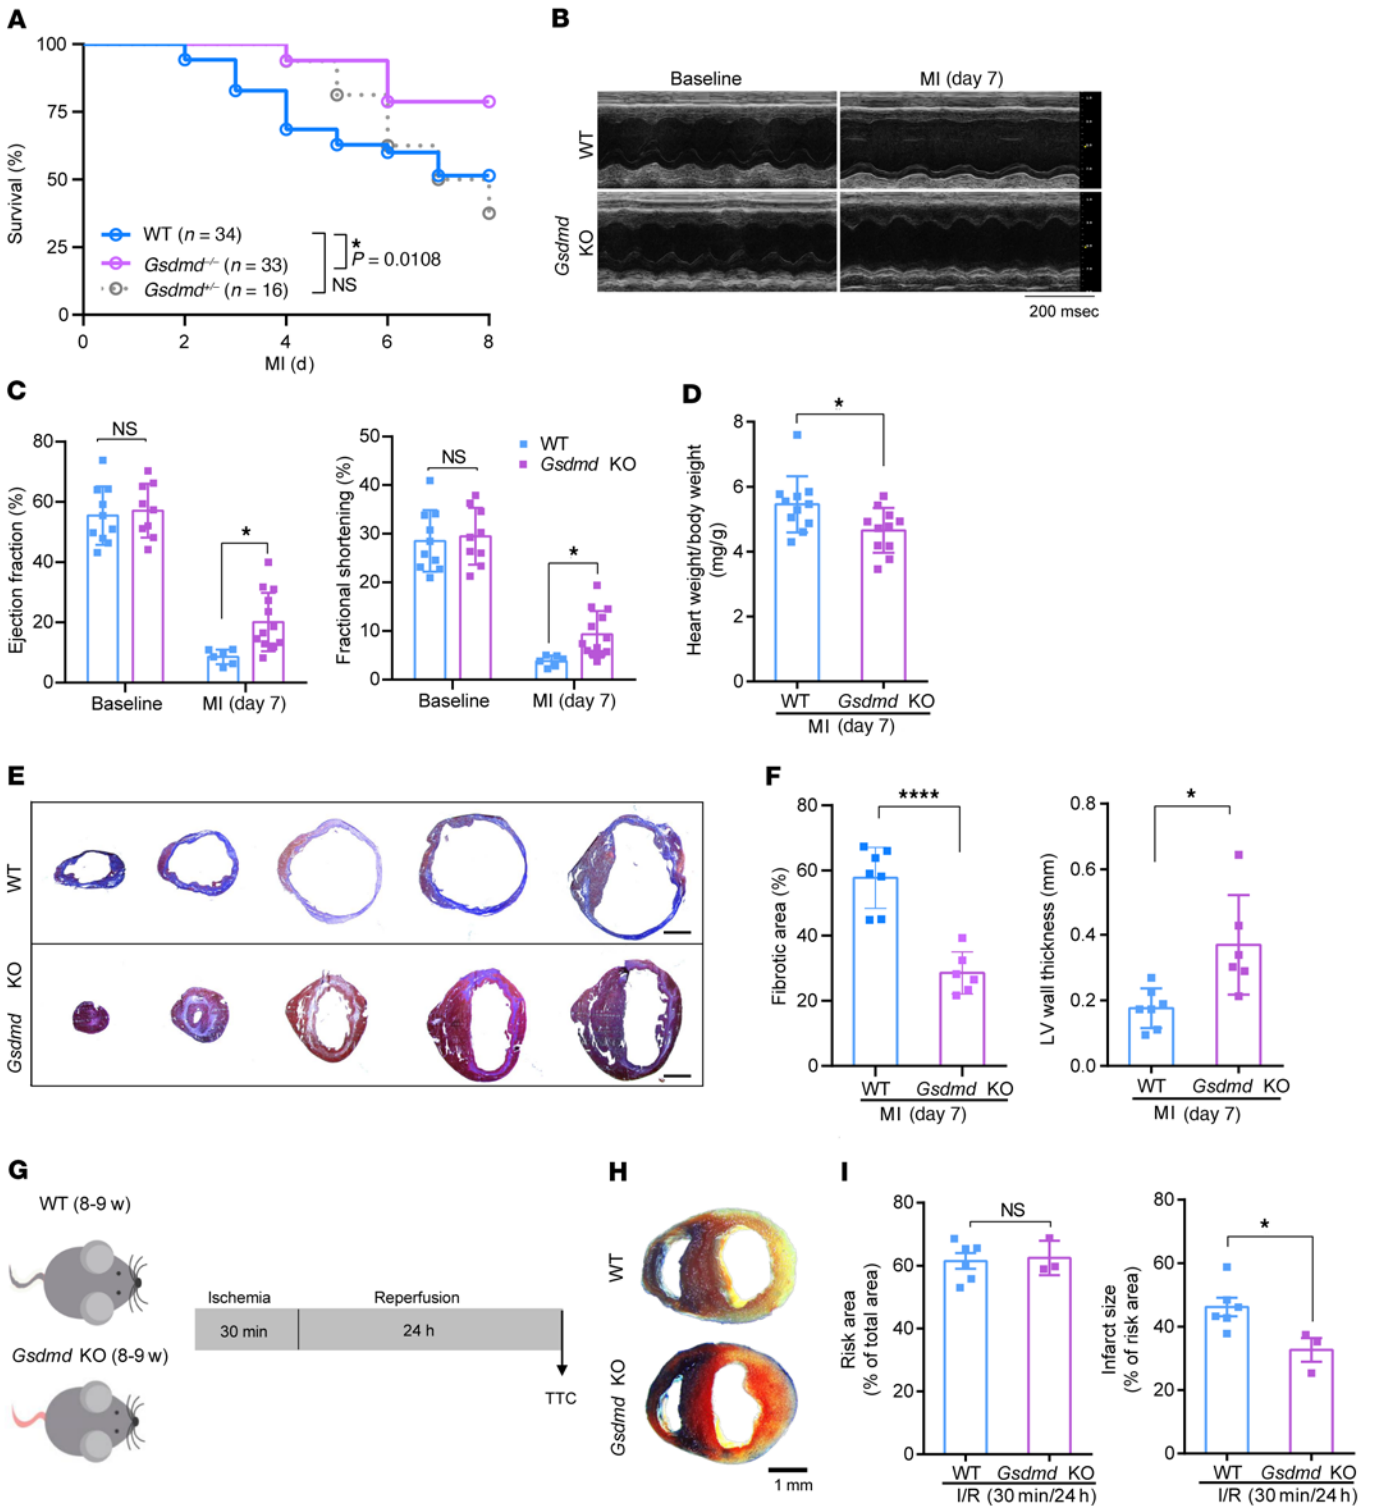 A
100
75
50
25
0
Survival (%)
0 2 4 6 8
MI (d)
WT (n = 34)
Gsdmd–/– (n = 33)
Gsdmd+/– (n = 16)
*
P = 0.0108
NS
B
Baseline MI (day 7)
WT
Gsdmd
KO
200 msec
C
80
60
40
20
0
Ejection fraction (%)
NS
*
Baseline MI (day 7)
50
40
30
20
10
0
Fractional shortening (%)
NS
*
WT
Gsdmd KO
Baseline MI (day 7)
D
8
6
4
2
0
Heart weight/body weight
(mg/g)
*
WT Gsdmd KO
MI (day 7)
E
WT
Gsdmd KO
F
80
60
40
20
0
Fibrotic area (%)
****
WT Gsdmd KO
MI (day 7)
0.8
0.6
0.4
0.2
0.0
LV wall thickness (mm)
*
WT Gsdmd KO
MI (day 7)
G
WT (8-9 w)
Gsdmd KO (8-9 w)
Ischemia Reperfusion
30 min 24 h
TTC
H
WT
Gsdmd KO
1 mm
I
80
60
40
20
0
Risk area
(% of total area)
NS
WT Gsdmd KO
I/R (30 min/24 h)
80
60
40
20
0
Infarct size
(% of risk area)
*
WT Gsdmd KO
I/R (30 min/24 h)